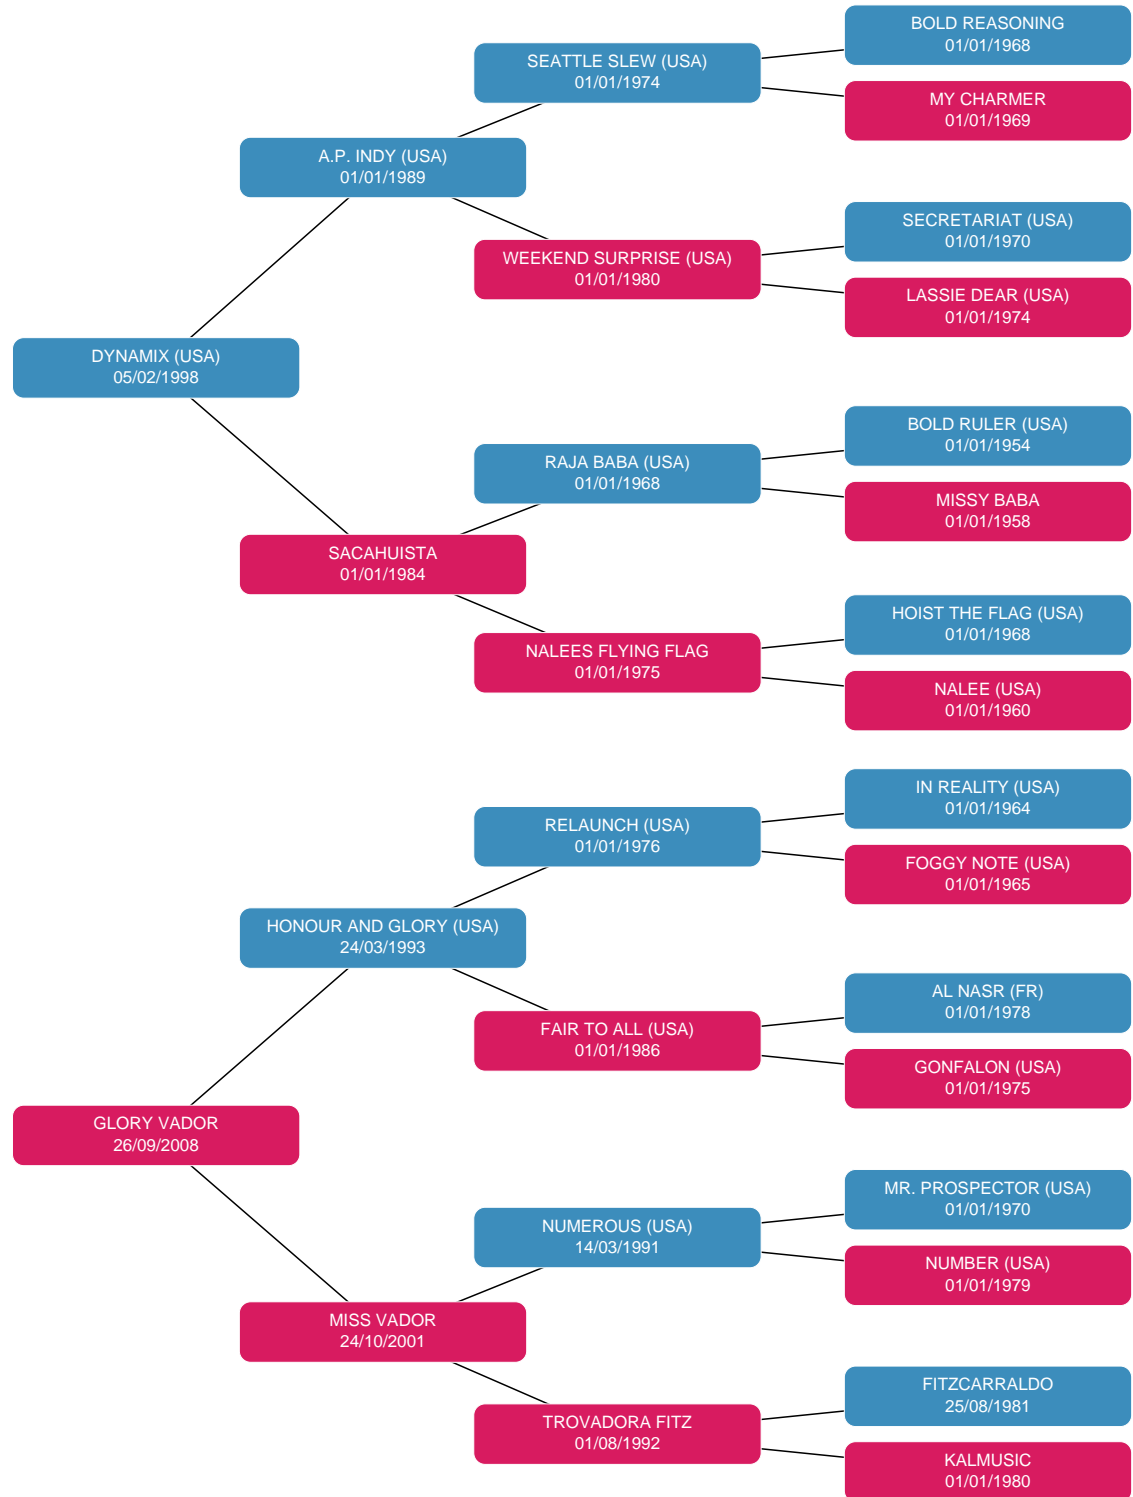 BOLD REASONING
01/01/1968
SEATTLE SLEW (USA)
01/01/1974
MY CHARMER
01/01/1969
A.P. INDY (USA)
01/01/1989
SECRETARIAT (USA)
01/01/1970
WEEKEND SURPRISE (USA)
01/01/1980
LASSIE DEAR (USA)
01/01/1974
DYNAMIX (USA)
05/02/1998
BOLD RULER (USA)
01/01/1954
RAJA BABA (USA)
01/01/1968
MISSY BABA
01/01/1958
SACAHUISTA
01/01/1984
HOIST THE FLAG (USA)
01/01/1968
NALEES FLYING FLAG
01/01/1975
NALEE (USA)
01/01/1960
IN REALITY (USA)
01/01/1964
RELAUNCH (USA)
01/01/1976
FOGGY NOTE (USA)
01/01/1965
HONOUR AND GLORY (USA)
24/03/1993
AL NASR (FR)
01/01/1978
FAIR TO ALL (USA)
01/01/1986
GONFALON (USA)
01/01/1975
GLORY VADOR
26/09/2008
MR. PROSPECTOR (USA)
01/01/1970
NUMEROUS (USA)
14/03/1991
NUMBER (USA)
01/01/1979
MISS VADOR
24/10/2001
FITZCARRALDO
25/08/1981
TROVADORA FITZ
01/08/1992
KALMUSIC
01/01/1980